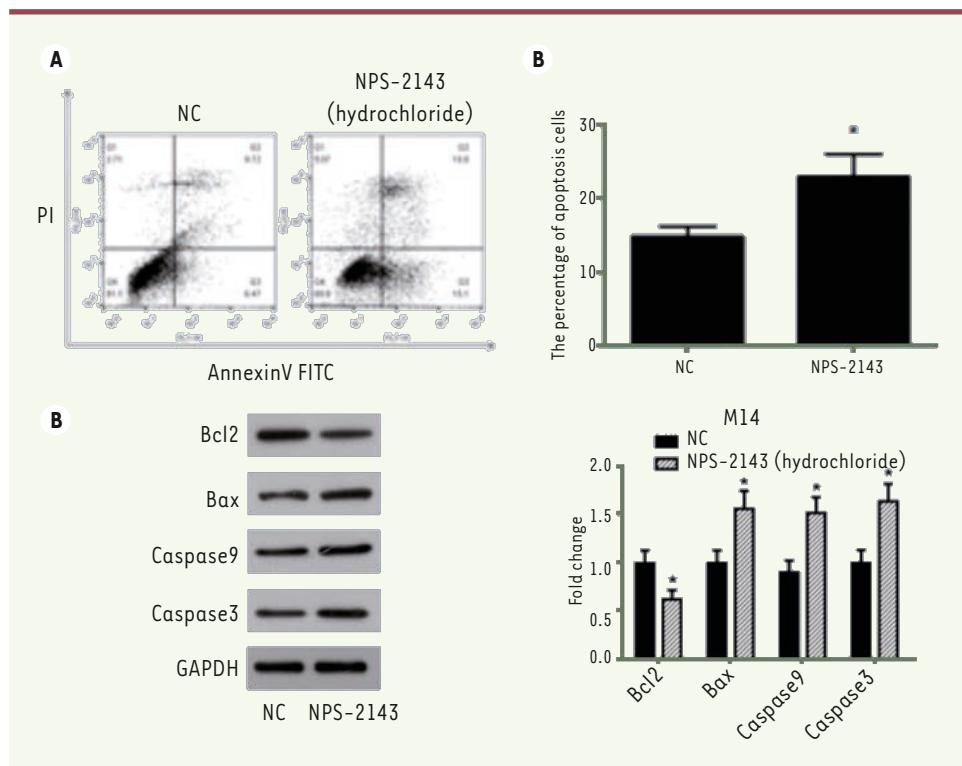 A
NC
NPS-2143
(hydrochloride)
PI
AnnexinV FITC
B
The percentage of apoptosis cells
30
20
10
0
*
NC
NPS-2143
B
Bcl2
Bax
Caspase9
Caspase3
GAPDH
NC NPS-2143
M14
NC
NPS-2143 (hydrochloride)
Fold change
2.0
1.5
1.0
0.5
0.0
*
*
*
*
Bcl2
Bax
Caspase9
Caspase3